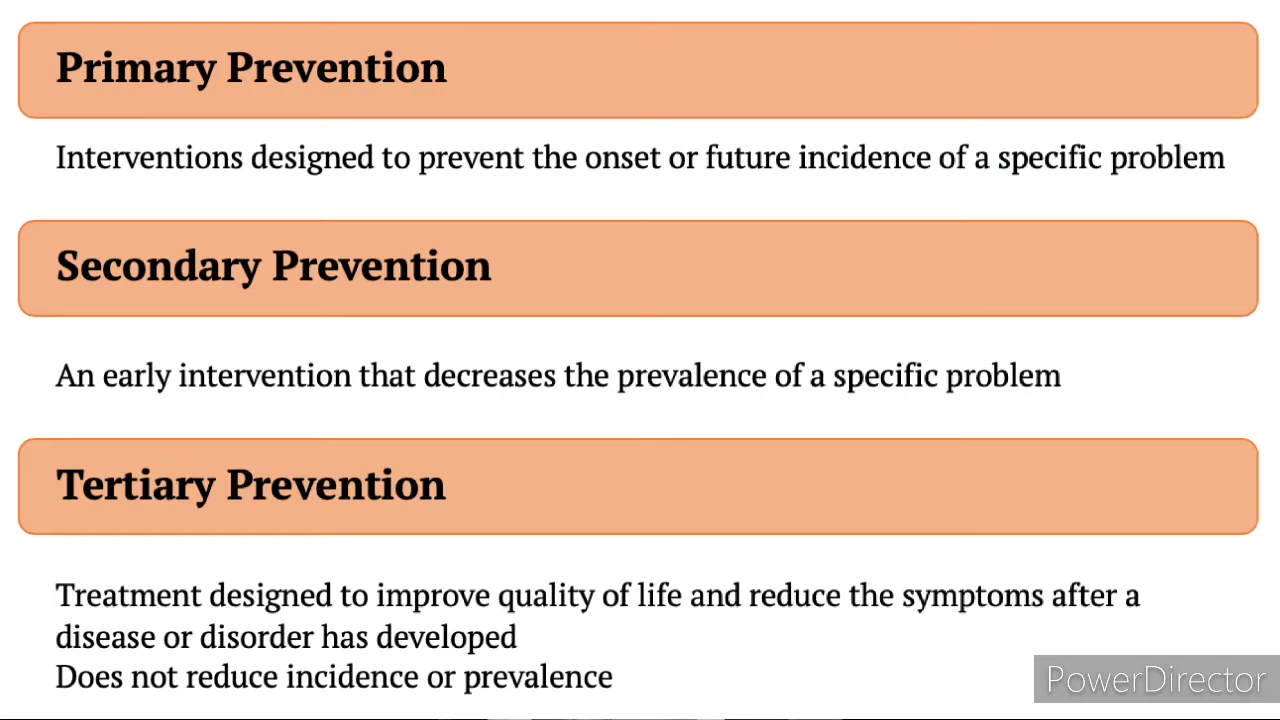 Primary Prevention
Interventions designed to prevent the onset or future incidence of a specific problem
Secondary Prevention
An early intervention that decreases the prevalence of a specific problem
Tertiary Prevention
Treatment designed to improve quality of life and reduce the symptoms after a
disease or disorder has developed
Does not reduce incidence or prevalence
PowerDirector